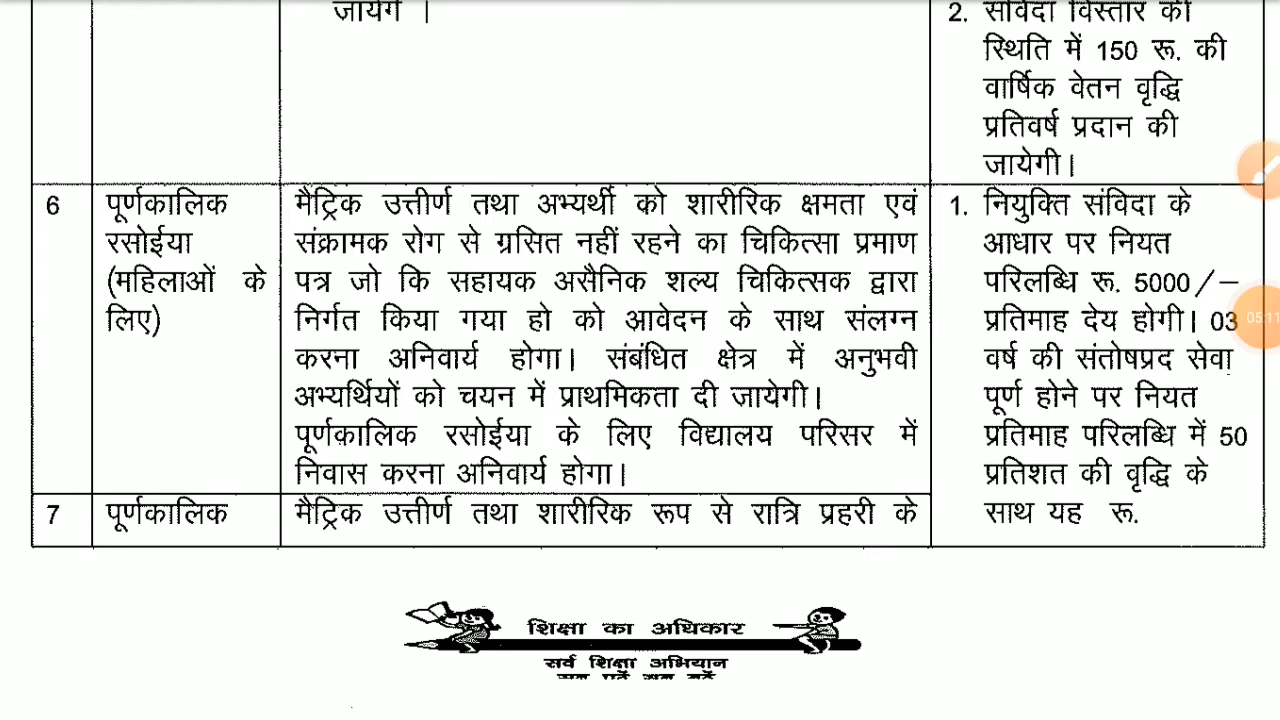 जायेगें ।
2. संविदा विस्तार की
स्थिति में 150 रू. की
वार्षिक वेतन वृद्धि
प्रतिवर्ष प्रदान की
जायेगी।
6
पूर्णकालिक
रसोईया
(महिलाओं के
लिए)
मैट्रिक उत्तीर्ण तथा अभ्यर्थी को शारीरिक क्षमता एवं
संक्रामक रोग से ग्रसित नहीं रहने का चिकित्सा प्रमाण
पत्र जो कि सहायक असैनिक शल्य चिकित्सक द्वारा
निर्गत किया गया हो को आवेदन के साथ संलग्न
करना अनिवार्य होगा। संबंधित क्षेत्र में अनुभवी
अभ्यर्थियों को चयन में प्राथमिकता दी जायेगी।
पूर्णकालिक रसोईया के लिए विद्यालय परिसर में
निवास करना अनिवार्य होगा।
1. नियुक्ति संविदा के
आधार पर नियत
परिलब्धि रू. 5000/–
प्रतिमाह देय होगी। 03
वर्ष की संतोषप्रद सेवा
पूर्ण होने पर नियत
प्रतिमाह परिलब्धि में 50
प्रतिशत की वृद्धि के
साथ यह रू.
7
पूर्णकालिक
मैट्रिक उत्तीर्ण तथा शारीरिक रूप से रात्रि प्रहरी के
05:11
शिक्षा का अधिकार
सर्व शिक्षा अभियान